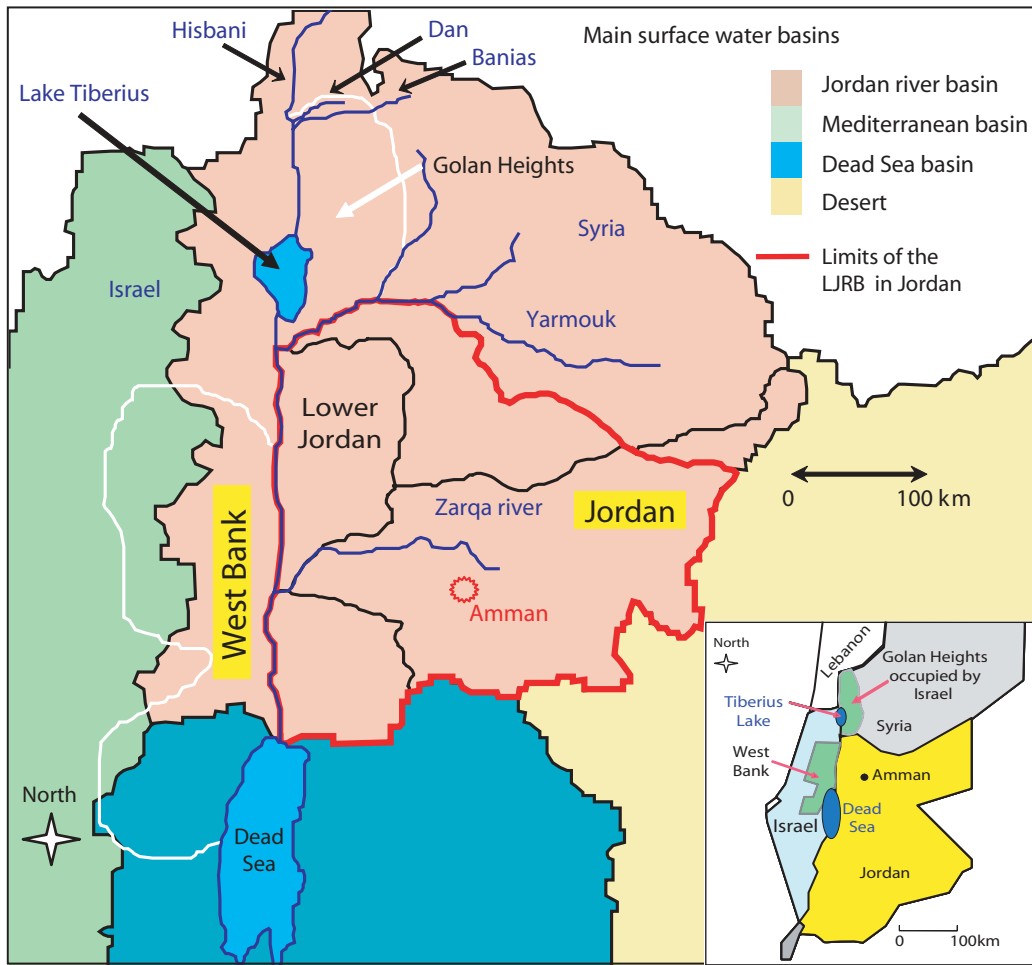 Hisbani
Dan
Banias
Main surface water basins
Lake Tiberius
Jordan river basin
Mediterranean basin
Dead Sea basin
Desert
Limits of the
LJRB in Jordan
Golan Heights
Syria
Israel
Yarmouk
Lower
Jordan
0
100 km
Zarqa river
Jordan
West Bank
Amman
North
Dead
Sea
North
Lebanon
Golan Heights
occupied by
Israel
Tiberius
Lake
Syria
West
Bank
Amman
Dead
Sea
Israel
Jordan
0
100km